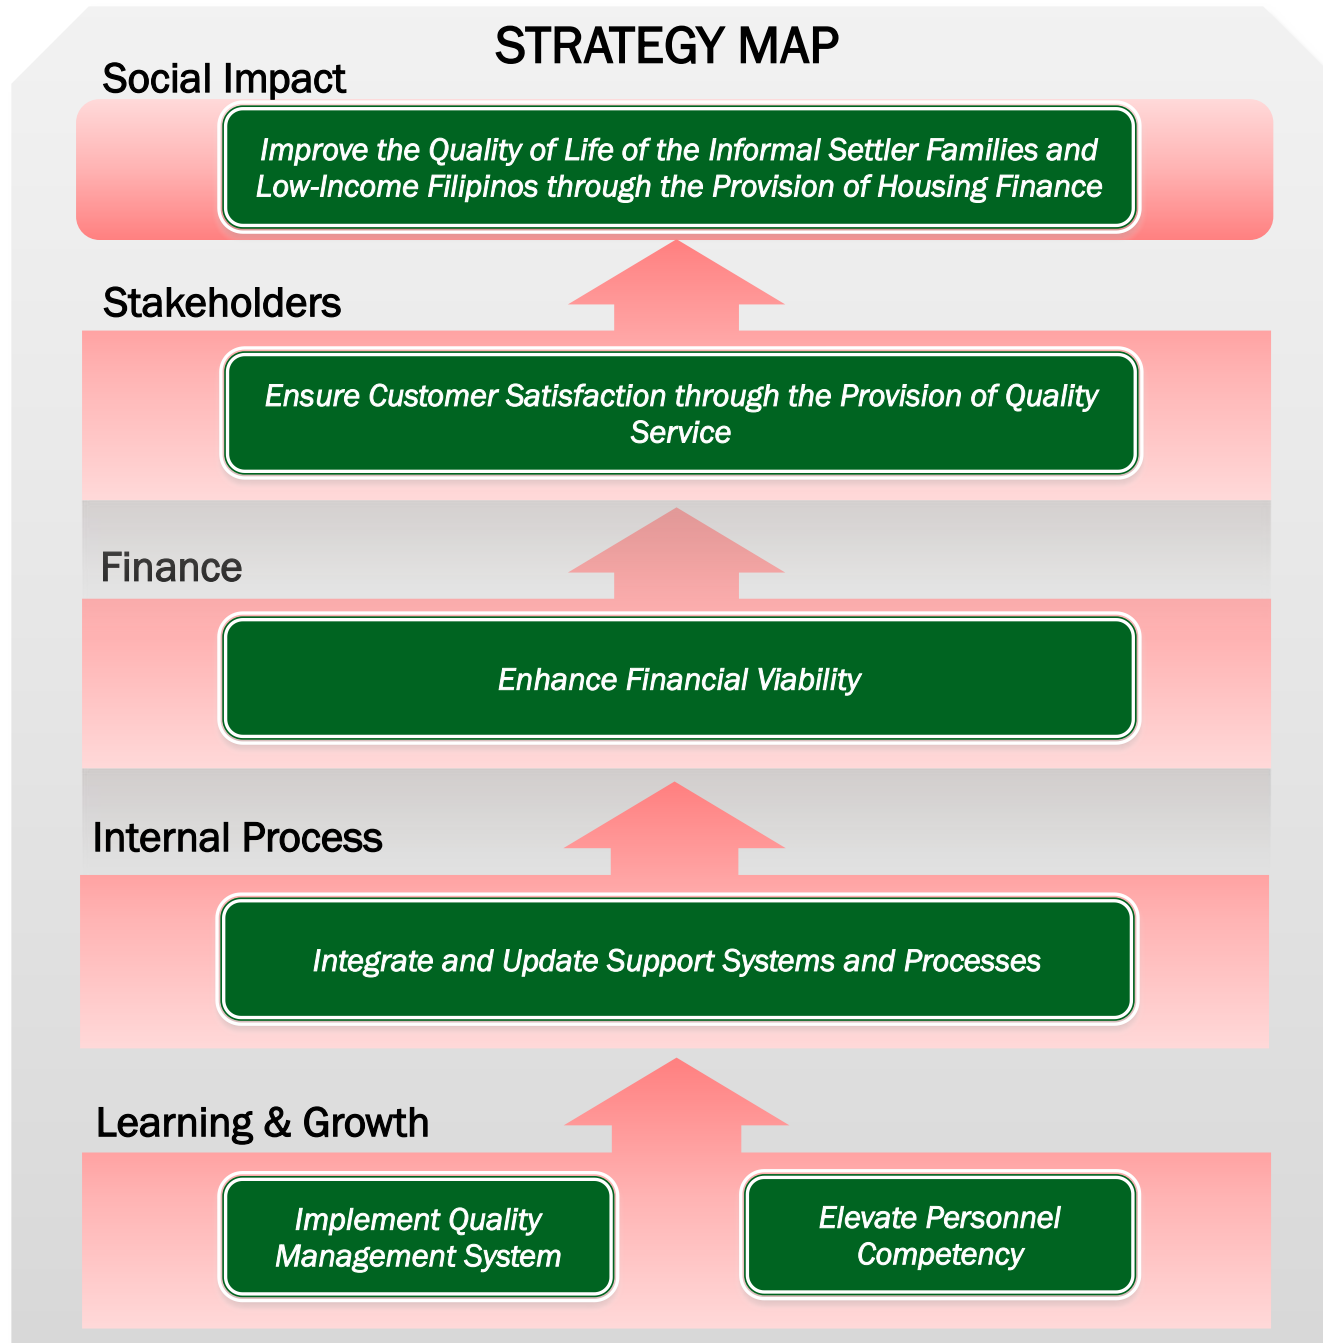 STRATEGY MAP
Social Impact
Improve the Quality of Life of the Informal Settler Families and
Low-Income Filipinos through the Provision of Housing Finance
Stakeholders
Ensure Customer Satisfaction through the Provision of Quality
Service
Finance
Enhance Financial Viability
Internal Process
Integrate and Update Support Systems and Processes
Learning & Growth
Implement Quality
Management System
Elevate Personnel
Competency